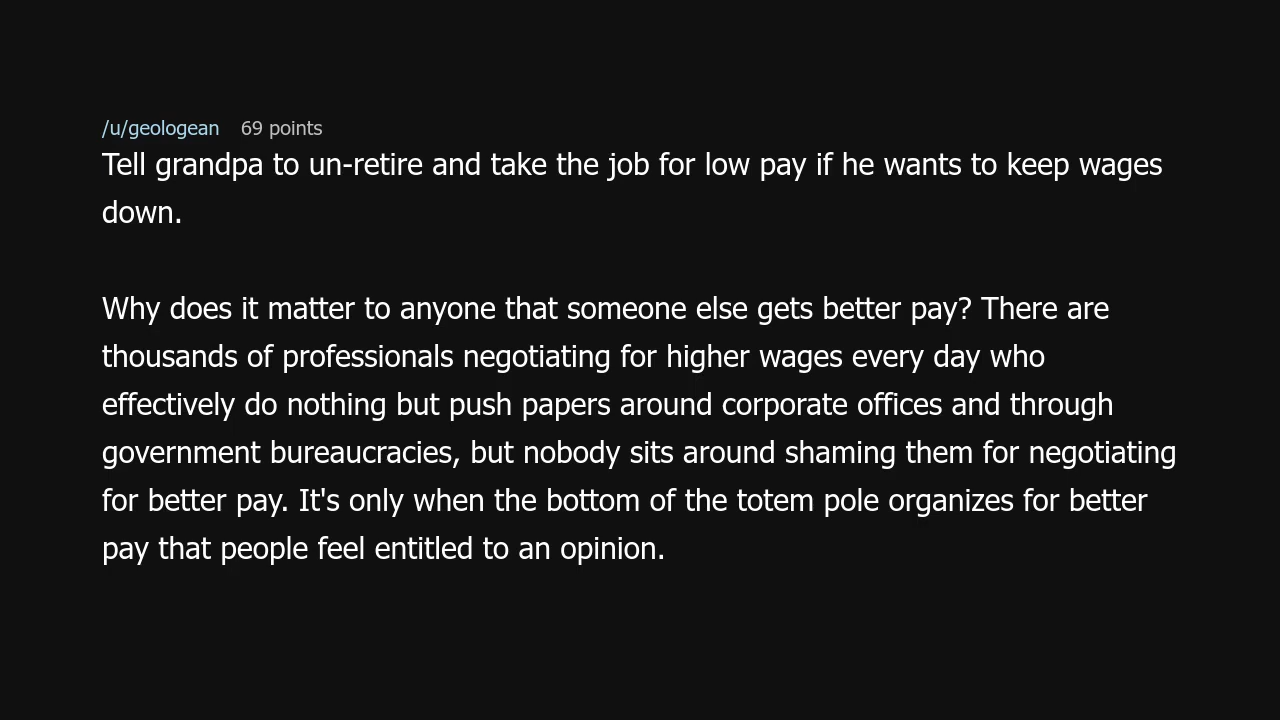 /u/geologean 69 points
Tell grandpa to un-retire and take the job for low pay if he wants to keep wages
down.
Why does it matter to anyone that someone else gets better pay? There are
thousands of professionals negotiating for higher wages every day who
effectively do nothing but push papers around corporate offices and through
government bureaucracies, but nobody sits around shaming them for negotiating
for better pay. It's only when the bottom of the totem pole organizes for better
pay that people feel entitled to an opinion.